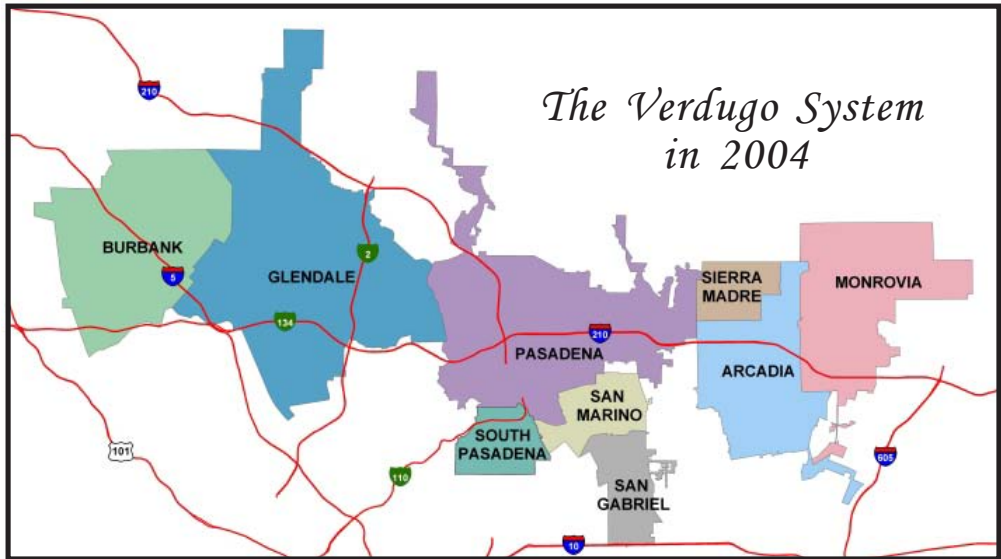 The Verdugo System
in 2004
210
BURBANK
5
GLENDALE
2
134
PASADENA
210
SIERRA
MADRE
MONROVIA
ARCADIA
SAN
MARINO
SOUTH
PASADENA
SAN
GABRIEL
101
110
605
10